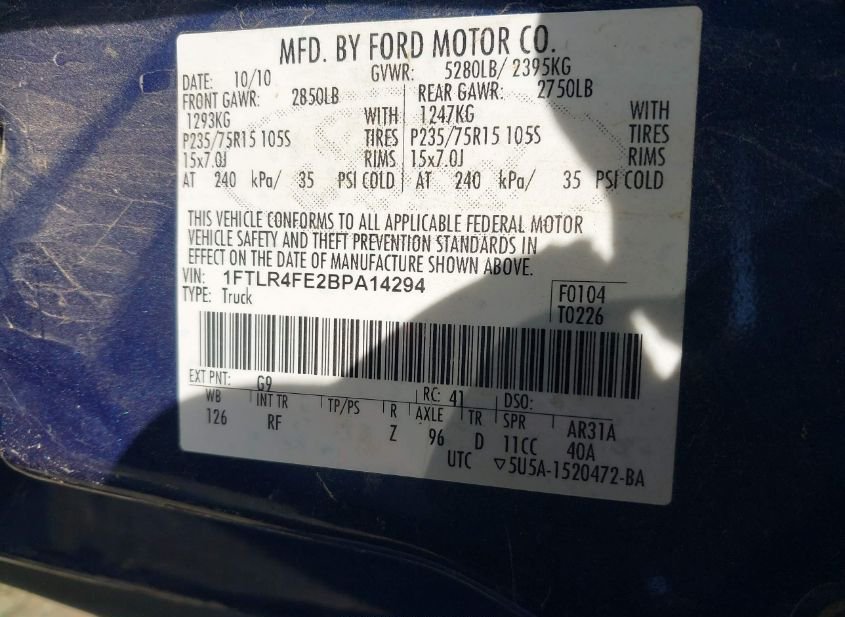 MFD. BY FORD MOTOR CO.
DATE: 10/10 GVWR: 5280LB/ 2395KG
FRONT GAWR: 2850LB REAR GAWR: 2750LB
1293KG WITH 1247KG WITH
P235/75R15 105S TIRES P235/75R15 105S TIRES
15x7.0J RIMS 15x7.0J RIMS
AT 240 kPa/ 35 PSI COLD AT 240 kPa/ 35 PSI COLD
THIS VEHICLE CONFORMS TO ALL APPLICABLE FEDERAL MOTOR
VEHICLE SAFETY AND THEFT PREVENTION STANDARDS IN
EFFECT ON THE DATE OF MANUFACTURE SHOWN ABOVE.
VIN: 1FTLR4FE2BPA14294
TYPE: Truck
F0104
T0226
EXT PNT: G9 RC: 41 DSO:
WB INT TR TP/PS R AXLE TR SPR AR31A
126 RF Z 96 D 11CC 40A
UTC ▽5U5A-1520472-BA